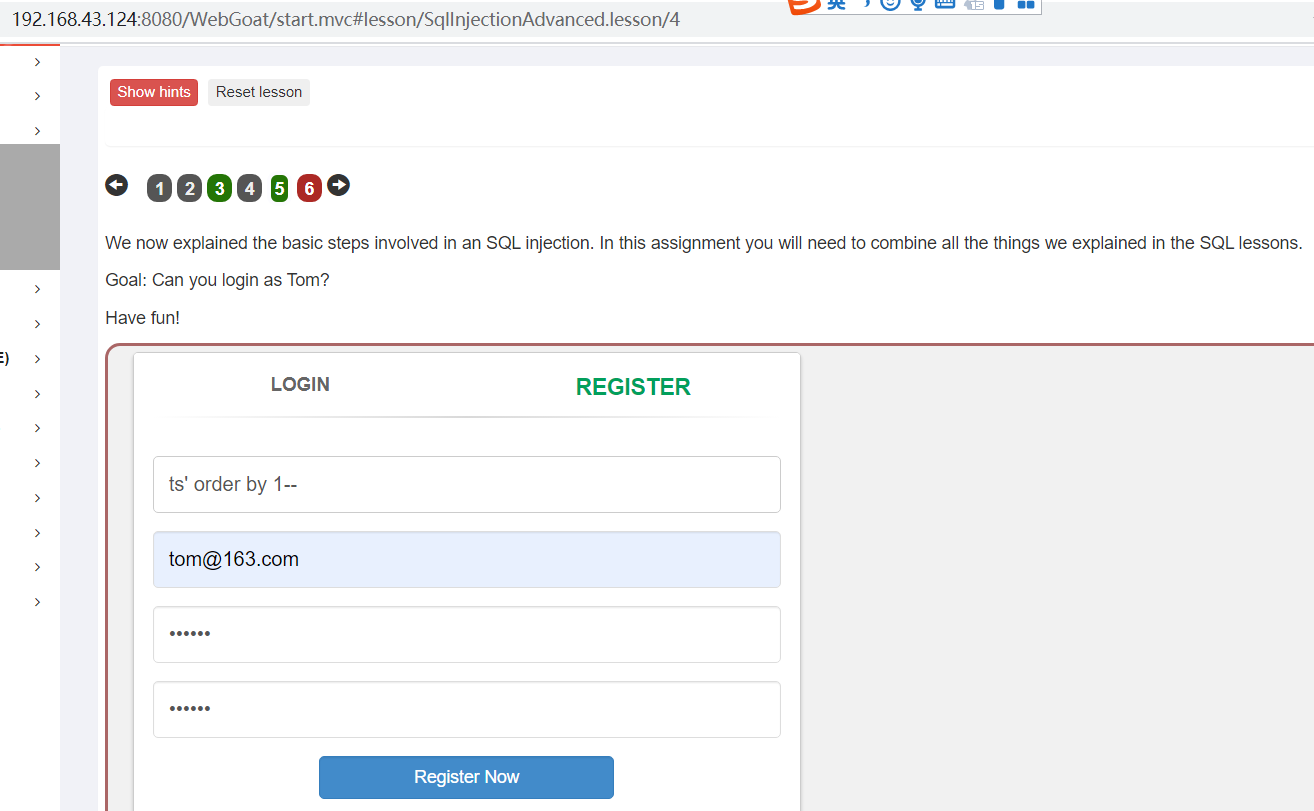 192.168.43.124:8080/WebGoat/start.mvc#lesson/SqlInjectionAdvanced.lesson/4
英
Show hints Reset lesson
1 2 3 4 5 6
We now explained the basic steps involved in an SQL injection. In this assignment you will need to combine all the things we explained in the SQL lessons.
Goal: Can you login as Tom?
Have fun!
E)
LOGIN REGISTER
ts' order by 1--
tom@163.com
••••••
••••••
Register Now